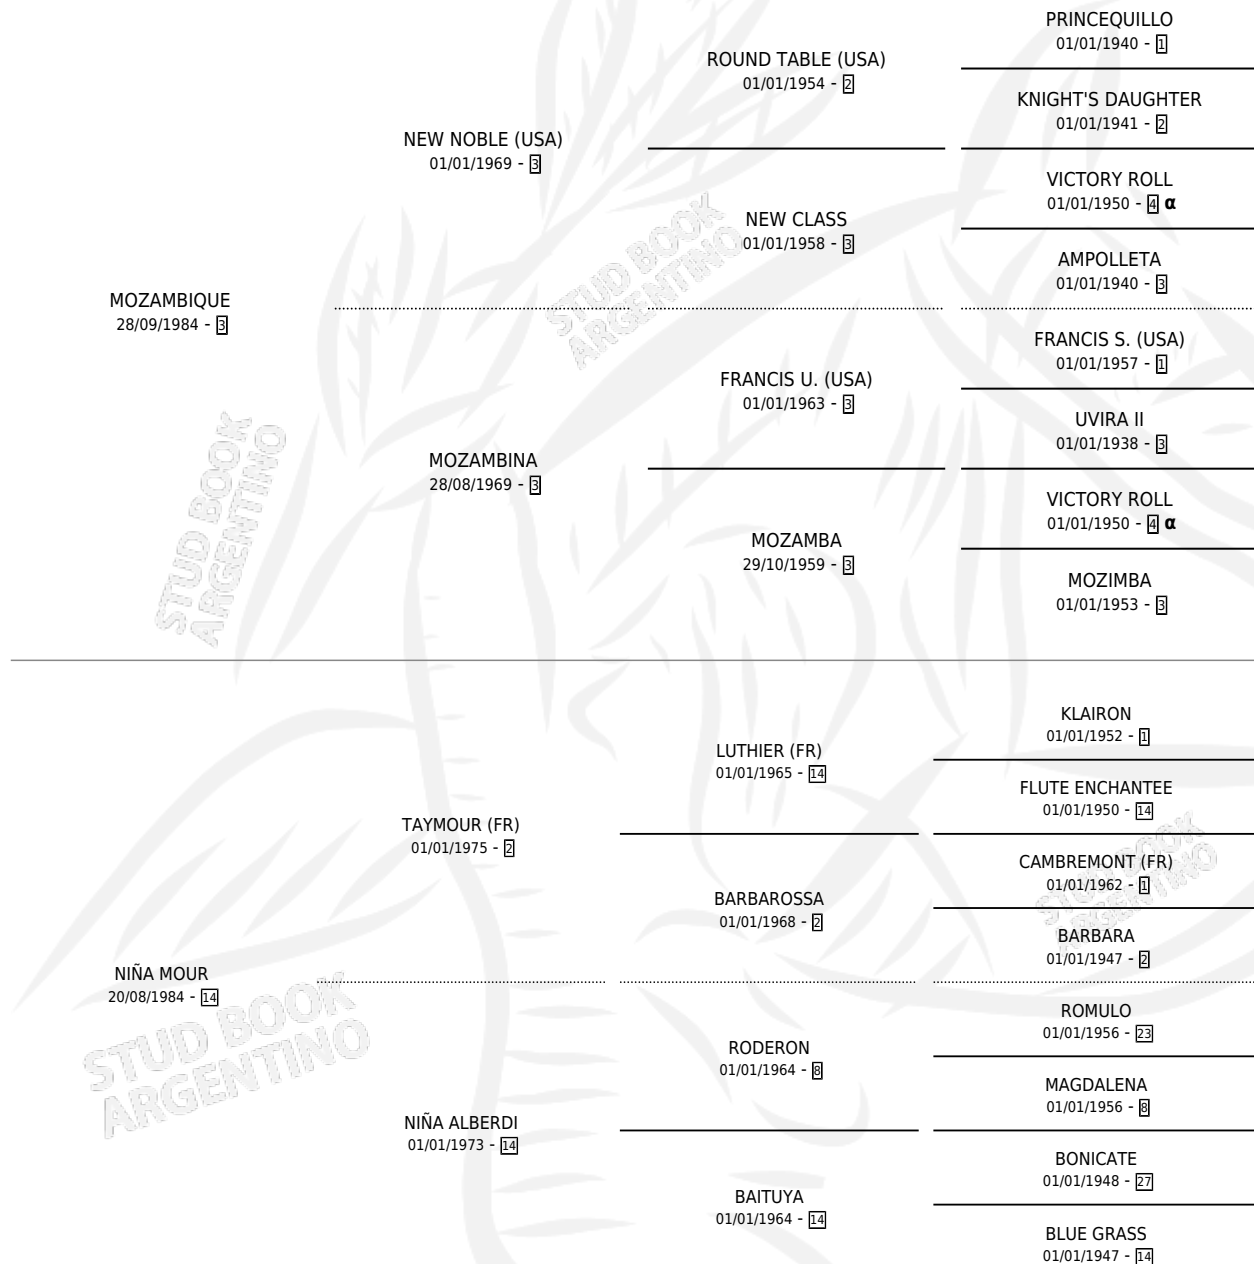 PRINCEQUILLO
01/01/1940 - 1
ROUND TABLE (USA)
01/01/1954 - 2
KNIGHT'S DAUGHTER
01/01/1941 - 2
NEW NOBLE (USA)
01/01/1969 - 3
VICTORY ROLL
01/01/1950 - 4 α
NEW CLASS
01/01/1958 - 3
AMPOLLETA
01/01/1940 - 3
MOZAMBIQUE
28/09/1984 - 3
FRANCIS S. (USA)
01/01/1957 - 1
FRANCIS U. (USA)
01/01/1963 - 3
UVIRA II
01/01/1938 - 3
MOZAMBINA
28/08/1969 - 3
VICTORY ROLL
01/01/1950 - 4 α
MOZAMBA
29/10/1959 - 3
MOZIMBA
01/01/1953 - 3
KLAIRON
01/01/1952 - 1
LUTHIER (FR)
01/01/1965 - 14
FLUTE ENCHANTEE
01/01/1950 - 14
TAYMOUR (FR)
01/01/1975 - 2
CAMBREMONT (FR)
01/01/1962 - 1
BARBAROSSA
01/01/1968 - 2
BARBARA
01/01/1947 - 2
NIÑA MOUR
20/08/1984 - 14
ROMULO
01/01/1956 - 23
RODERON
01/01/1964 - 8
MAGDALENA
01/01/1956 - 8
NIÑA ALBERDI
01/01/1973 - 14
BONICATE
01/01/1948 - 27
BAITUYA
01/01/1964 - 14
BLUE GRASS
01/01/1947 - 14
STUD BOOK
ARGENTINO
STUD BOOK
ARGENTINO
STUD BOOK
ARGENTINO
STUD BOOK
ARGENTINO